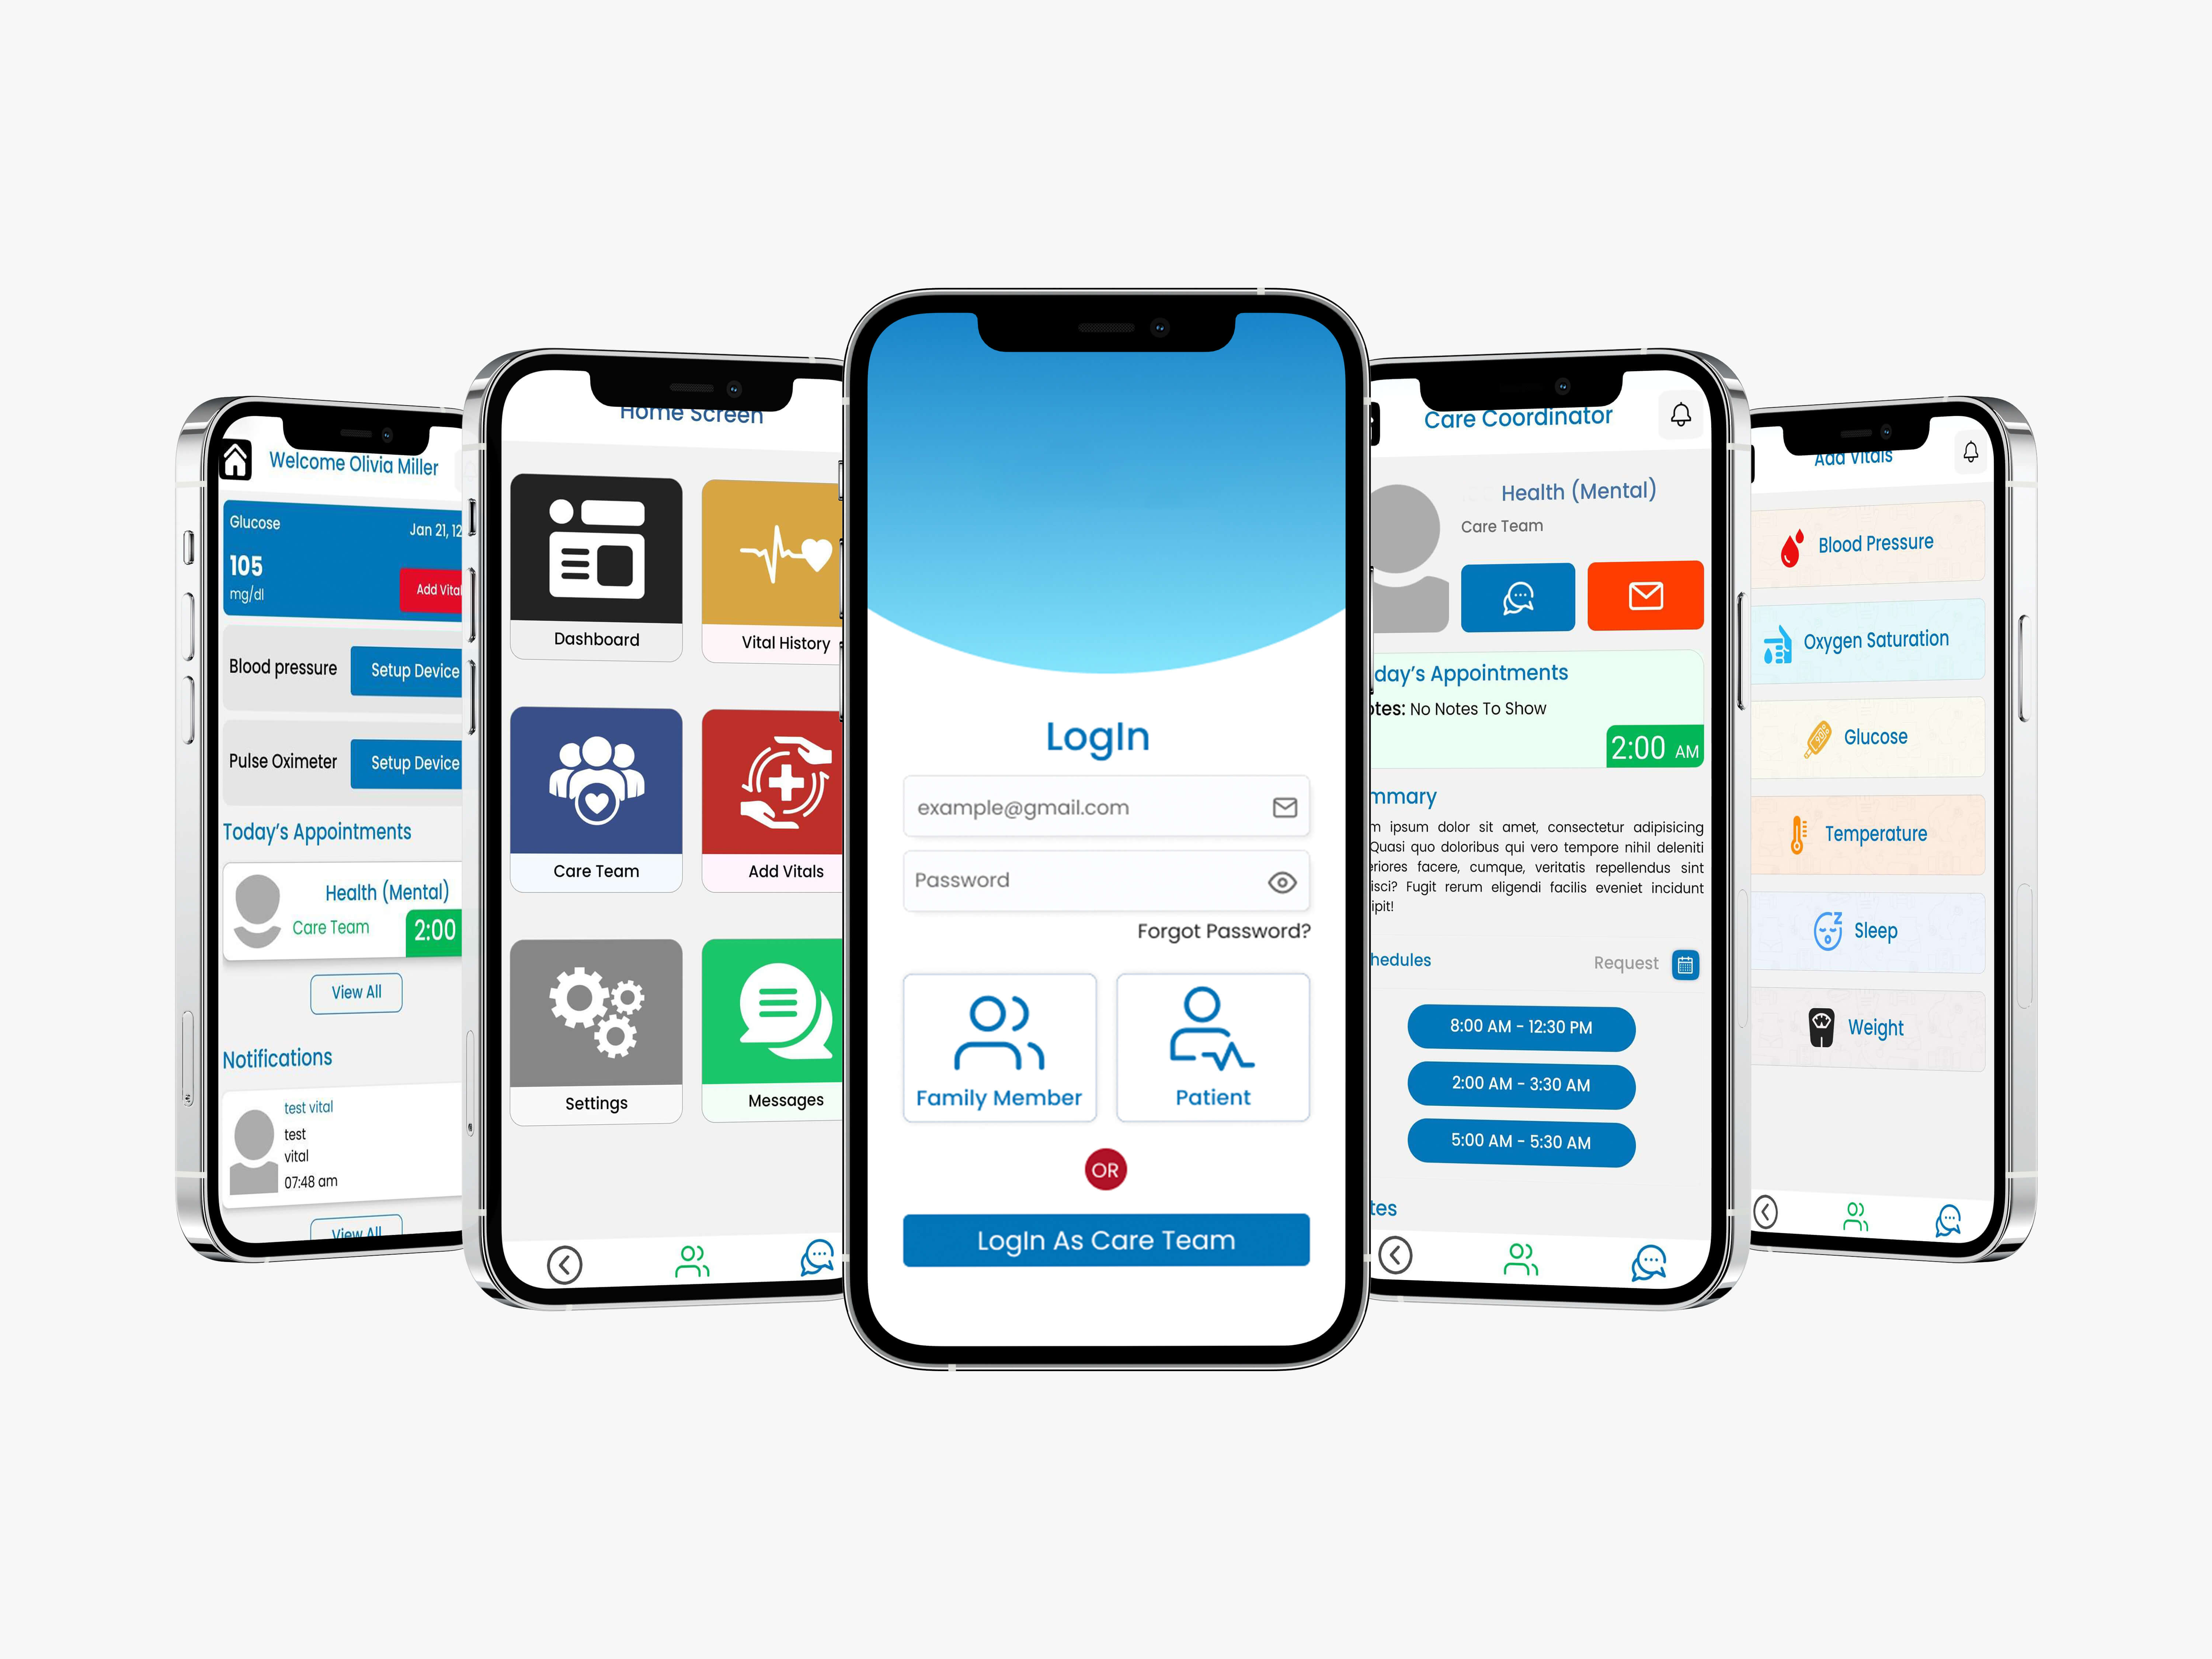 Welcome Olivia Miller
Glucose
Jan 21, 12
105
mg/dl
Add Vital
Blood pressure
Setup Device
Pulse Oximeter
Setup Device
Today's Appointments
Health (Mental)
Care Team
2:00
View All
Notifications
test vital
test
vital
07:48 am
View All
Home Screen
Dashboard
Vital History
Care Team
Add Vitals
Settings
Messages
LogIn
example@gmail.com
Password
Forgot Password?
Family Member
Patient
OR
LogIn As Care Team
Care Coordinator
Health (Mental)
Care Team
day's Appointments
otes: No Notes To Show
2:00 AM
mmary
m ipsum dolor sit amet, consectetur adipisicing
Quasi quo doloribus qui vero tempore nihil deleniti
eriores facere, cumque, veritatis repellendus sint
isci? Fugit rerum eligendi facilis eveniet incidunt
ipit!
hedules
Request
8:00 AM - 12:30 PM
2:00 AM - 3:30 AM
5:00 AM - 5:30 AM
tes
Add Vitals
Blood Pressure
Oxygen Saturation
Glucose
Temperature
Sleep
Weight